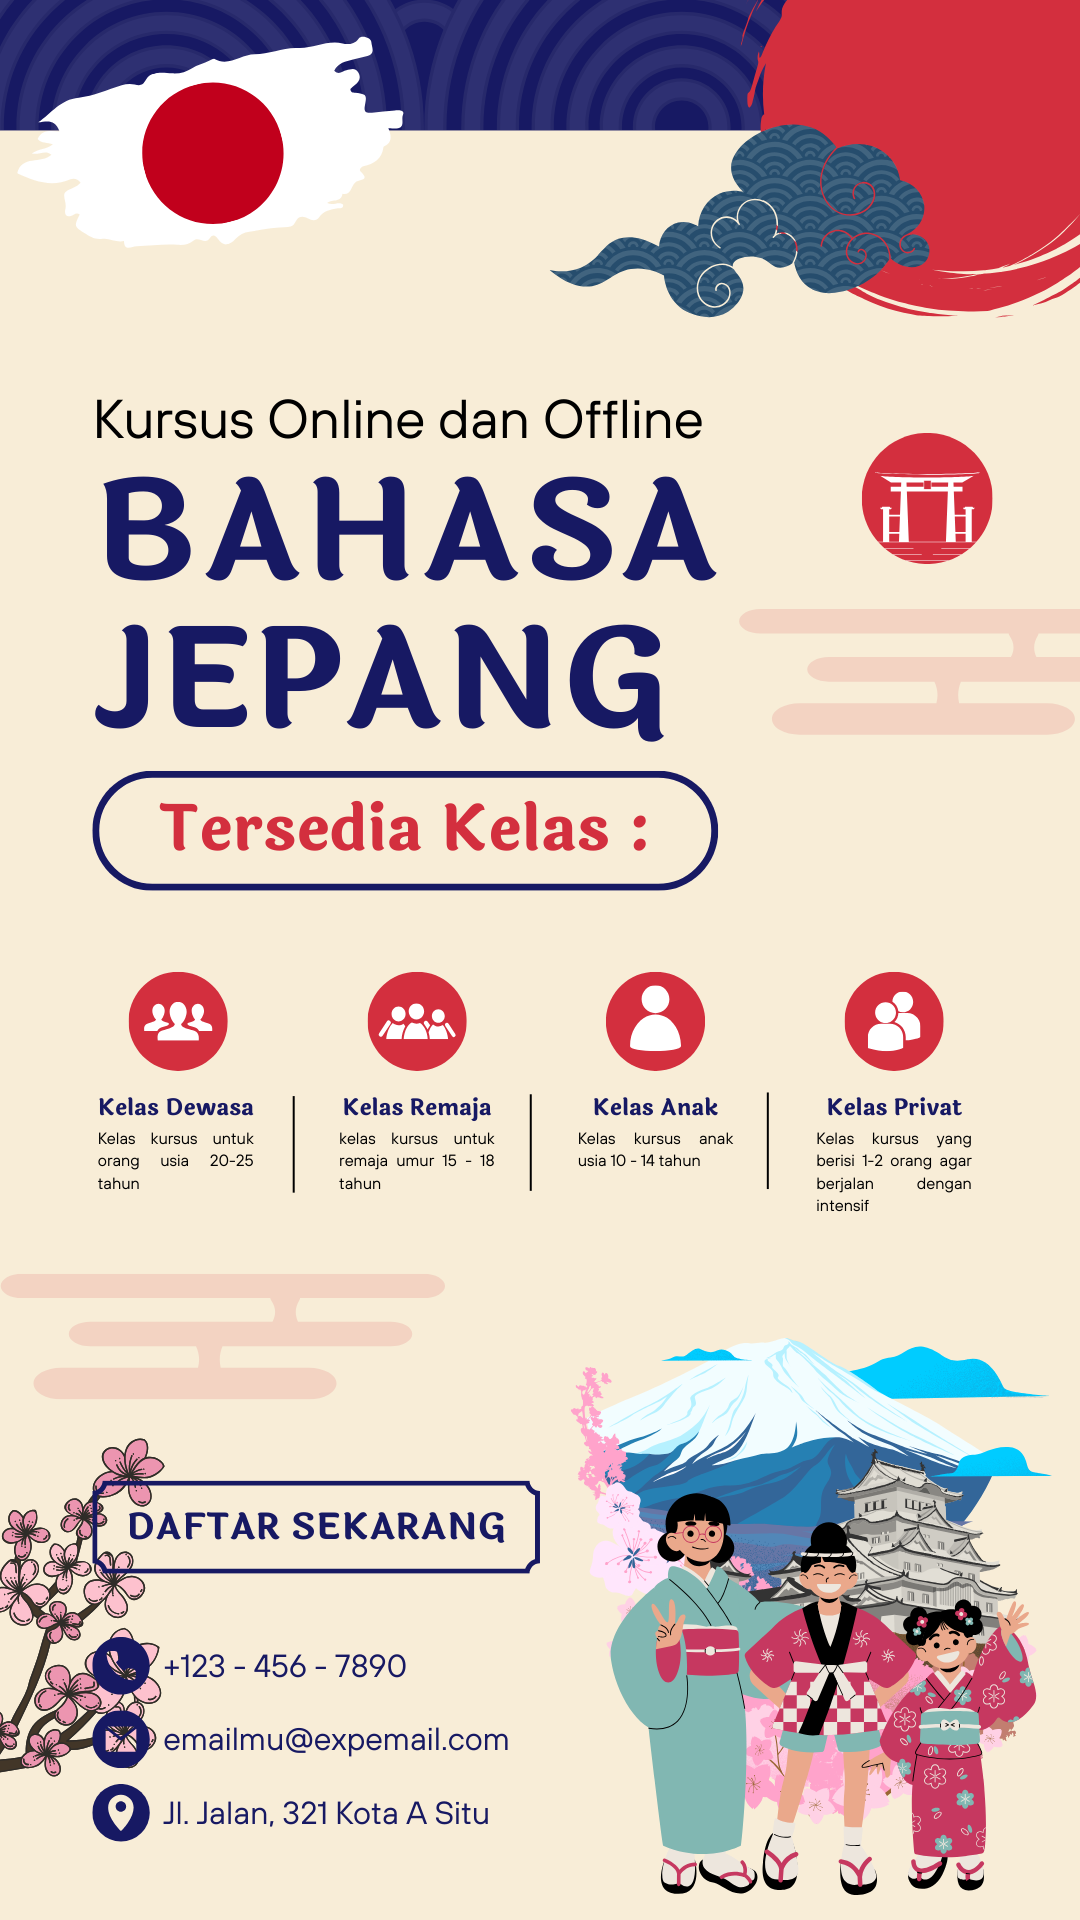 Kursus Online dan Offline
BAHASA
JEPANG
Tersedia Kelas :
Kelas Dewasa
Kelas kursus untuk
orang usia 20-25
tahun
Kelas Remaja
kelas kursus untuk
remaja umur 15 - 18
tahun
Kelas Anak
Kelas kursus anak
usia 10 - 14 tahun
Kelas Privat
Kelas kursus yang
berisi 1-2 orang agar
berjalan dengan
intensif
DAFTAR SEKARANG
+123 - 456 - 7890
emailmu@expemail.com
Jl. Jalan, 321 Kota A Situ